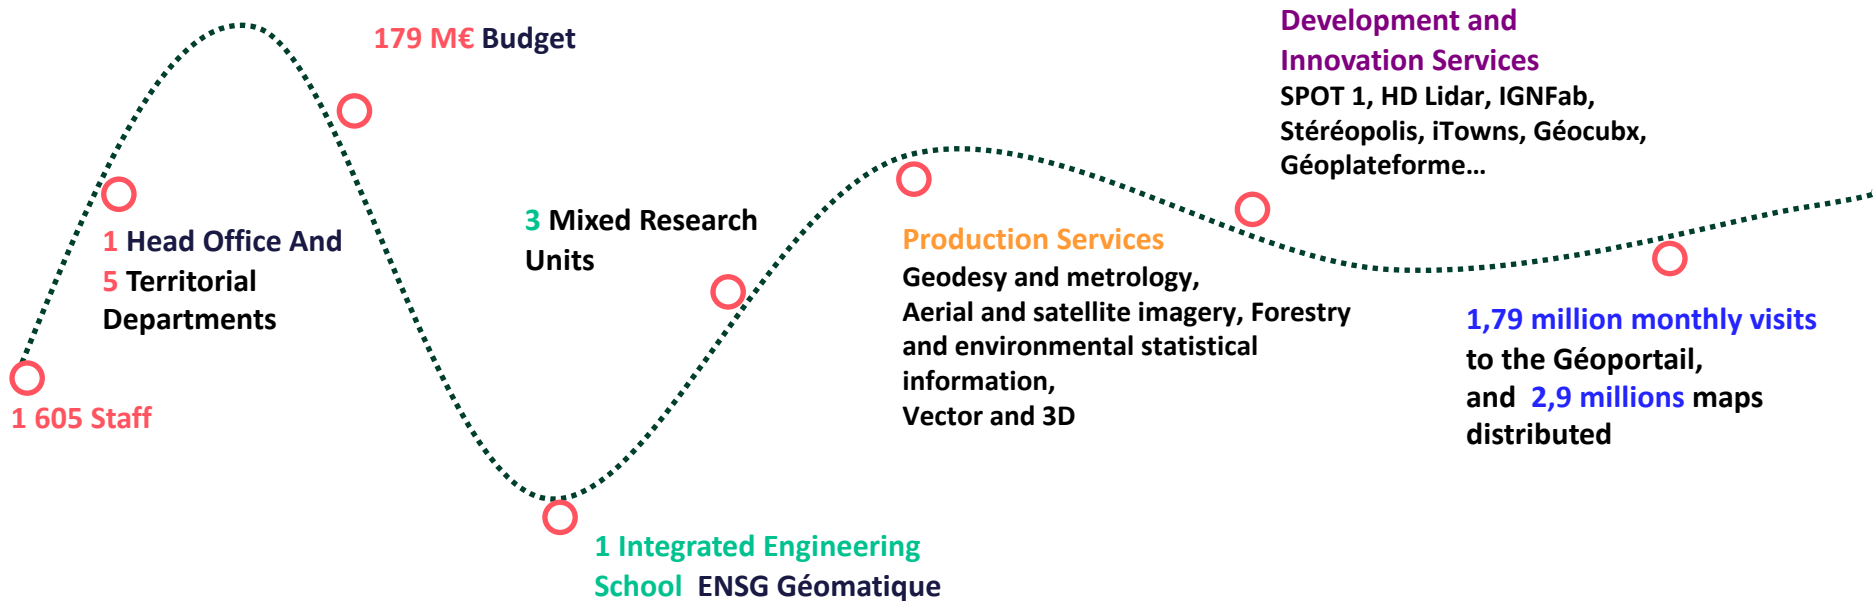 1 605 Staff
1 Head Office And
5 Territorial
Departments
179 M€ Budget
1 Integrated Engineering
School ENSG Géomatique
3 Mixed Research
Units
Production Services
Geodesy and metrology,
Aerial and satellite imagery, Forestry
and environmental statistical
information,
Vector and 3D
Development and
Innovation Services
SPOT 1, HD Lidar, IGNFab,
Stéréopolis, iTowns, Géocubx,
Géoplateforme…
1,79 million monthly visits
to the Géoportail,
and 2,9 millions maps
distributed